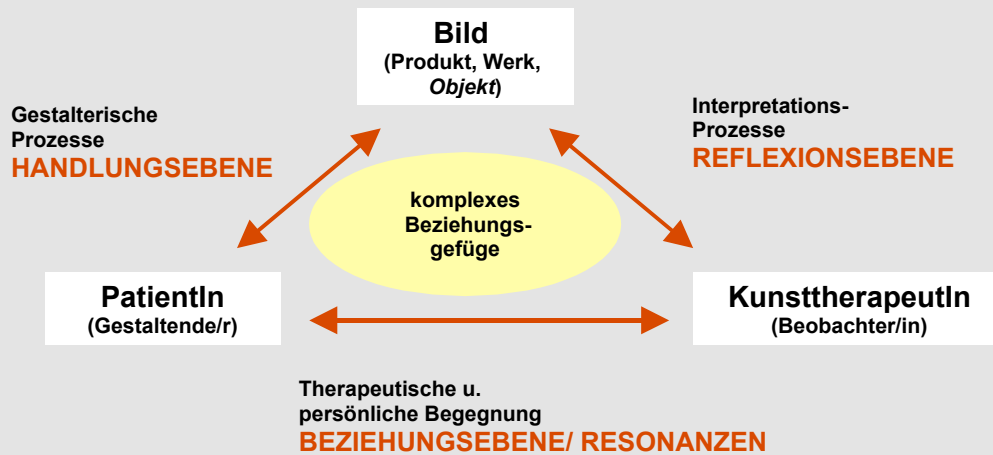 Bild
(Produkt, Werk,
Objekt)
Gestalterische
Prozesse
HANDLUNGSEBENE
Interpretations-
Prozesse
REFLEXIONSEBENE
komplexes
Beziehungs-
gefüge
PatientIn
(Gestaltende/r)
KunsttherapeutIn
(Beobachter/in)
Therapeutische u.
persönliche Begegnung
BEZIEHUNGSEBENE/ RESONANZEN